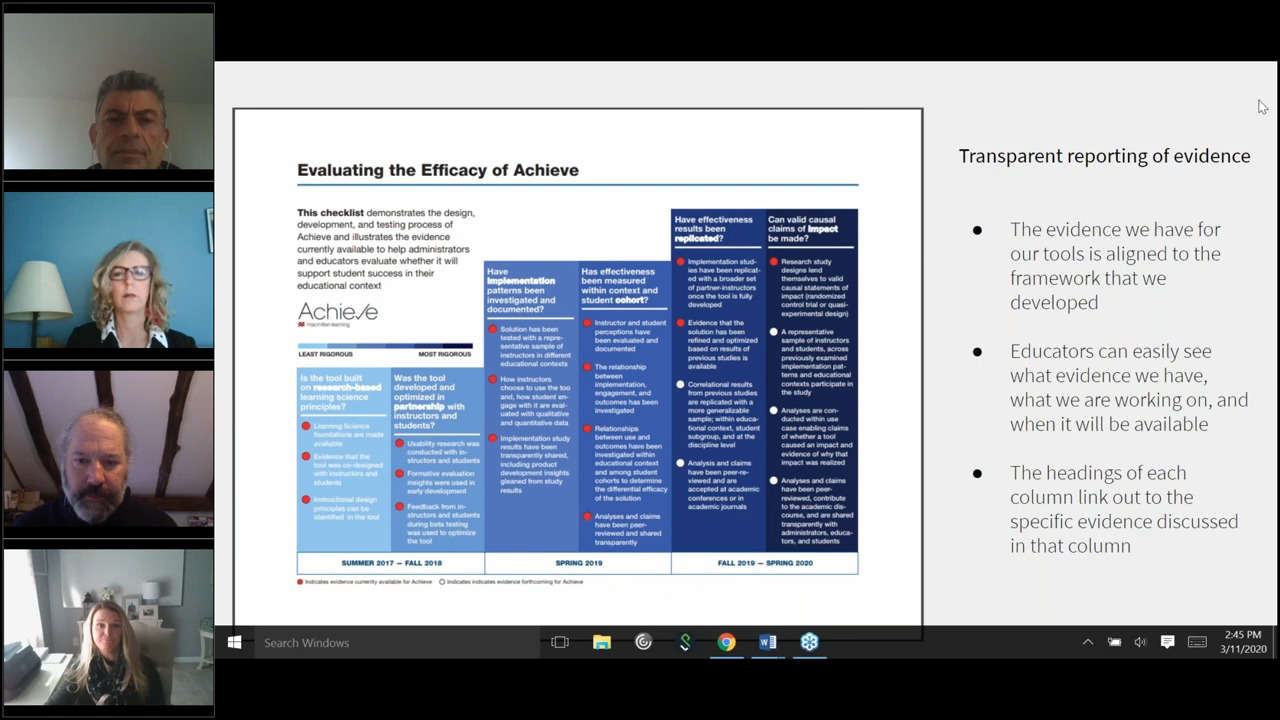 Evaluating the Efficacy of Achieve
This checklist demonstrates the design,
development, and testing process of
Achieve and illustrates the evidence
currently available to help administrators
and educators evaluate whether it will
support student success in their
educational context
Achieve
macmillan learning
LEAST RIGOROUS
MOST RIGOROUS
Is the tool built
on research-based
learning science
principles?
Learning Science
foundations are made
available
Evidence that the
tool was co-designed
with instructors and
students
Instructional design
principles can be
identified in the tool
Was the tool
developed and
optimized in
partnership with
instructors and
students?
Usability research was
conducted with in-
structors and students
Formative evaluation
insights were used in
early development
Feedback from in-
structors and students
during beta testing
was used to optimize
the tool
Have
implementation
patterns been
investigated and
documented?
Solution has been
tested with a repre-
sentative sample of
instructors in different
educational contexts
How instructors
choose to use the too
and, how student en-
gage with it are eval-
uated with qualitative
and quantitative data
Implementation study
results have been
transparently shared,
including product
development insights
gleaned from study
results
Has effectiveness
been measured
within context and
student cohort?
Instructor and student
perceptions have
been evaluated and
documented
The relationship
between
implementation,
engagement, and
outcomes has been
investigated
Relationships
between use and
outcomes have been
investigated within
educational context
and among student
cohorts to determine
the differential efficacy
of the solution
Analyses and claims
have been peer-
reviewed and shared
transparently
Have effectiveness
results been
replicated?
Implementation stud-
ies have been replicat-
ed with a broader set
of partner-instructors
once the tool is fully
developed
Evidence that the
solution has been
refined and optimized
based on results of
previous studies is
available
Correlational results
from previous studies
are replicated with a
more generalizable
sample; within educa-
tional context, student
subgroup, and at the
discipline level
Analysis and claims
have been peer-re-
viewed and are
accepted at academic
conferences or in
academic journals
Can valid causal
claims of impact
be made?
Research study
designs lend
themselves to valid
causal statements of
impact (randomized
control trial or quasi-
experimental design)
A representative
sample of instructors
and students, across
previously examined
implementation pat-
terns and educational
contexts participate in
the study
Analyses are con-
ducted within use
case enabling claims
of whether a tool
caused an impact and
evidence of why that
impact was realized
Analyses and claims
have been peer-
reviewed, contribute
to the academic dis-
course, and are shared
transparently with
administrators, educa-
tors, and students
SUMMER 2017 — FALL 2018
SPRING 2019
FALL 2019 — SPRING 2020
Indicates evidence currently available for Achieve
Indicates indicates evidence forthcoming for Achieve
Transparent reporting of evidence
● The evidence we have for
our tools is aligned to the
framework that we
developed
● Educators can easily see
what evidence we have,
what we are working on, and
when it will be available
● The headings of each
column link out to the
specific evidence discussed
in that column
Search Windows
2:45 PM
3/11/2020